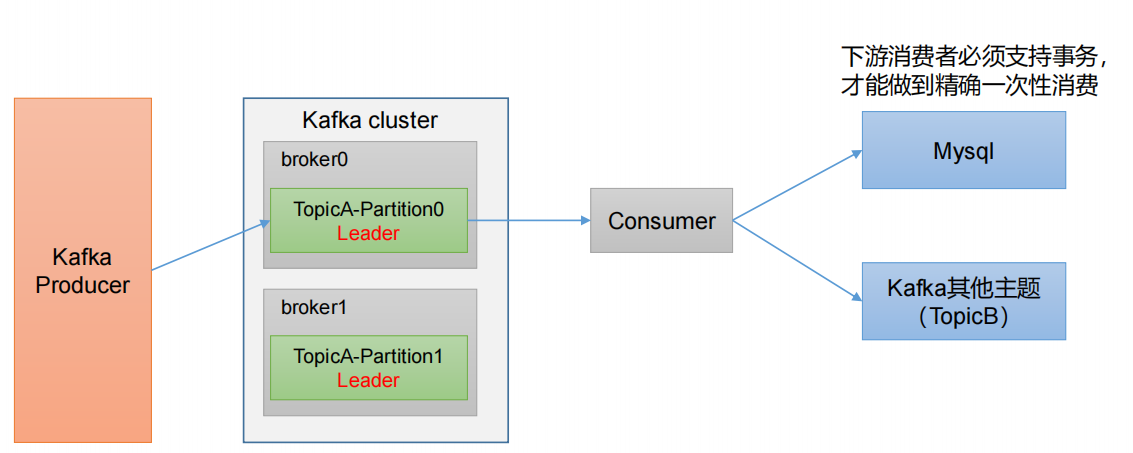 下游消费者必须支持事务，
才能做到精确一次性消费
Kafka cluster
broker0
TopicA-Partition0
Leader
broker1
TopicA-Partition1
Leader
Kafka
Producer
Consumer
Mysql
Kafka其他主题
（TopicB）